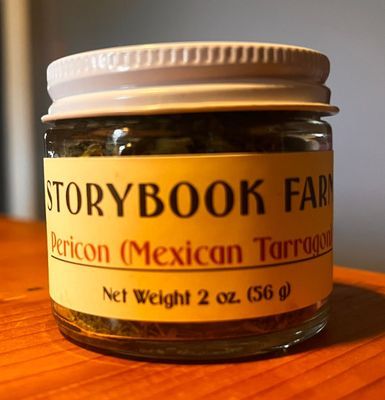 STORYBOOK FARM
Pericon (Mexican Tarragon)
Net Weight 2 oz. (56 g)